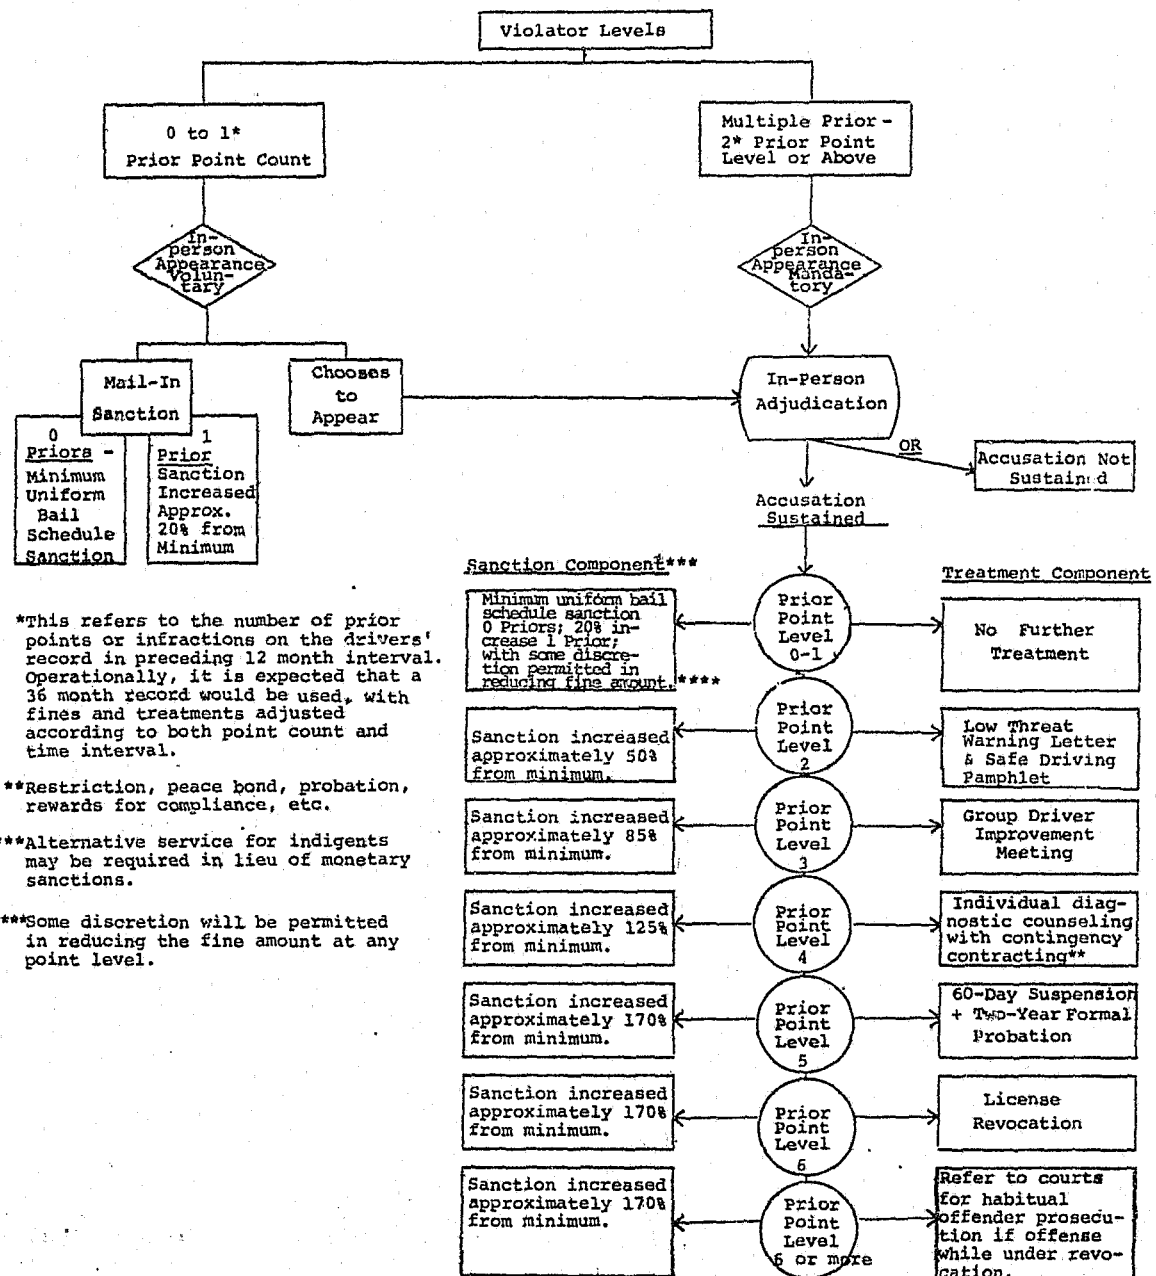 Violator Levels
0 to 1*
Prior Point Count
Multiple Prior -
2* Prior Point
Level or Above
In-
person
Appearance
Volun-
tary
In-
person
Appearance
Manda-
tory
Mail-In
Sanction
Chooses
to
Appear
In-Person
Adjudication
0
Priors -
Minimum
Uniform
Bail
Schedule
Sanction
1
Prior
Sanction
Increased
Approx.
20% from
Minimum
OR
Accusation Not
Sustained
Accusation
Sustained
Sanction Component***
Treatment Component
Minimum uniform bail
schedule sanction
0 Priors; 20% in-
crease 1 Prior;
with some discre-
tion permitted in
reducing fine amount.****
Prior
Point
Level
0-1
No Further
Treatment
Sanction increased
approximately 50%
from minimum.
Prior
Point
Level
2
Low Threat
Warning Letter
& Safe Driving
Pamphlet
Sanction increased
approximately 85%
from minimum.
Prior
Point
Level
3
Group Driver
Improvement
Meeting
Sanction increased
approximately 125%
from minimum.
Prior
Point
Level
4
Individual diag-
nostic counseling
with contingency
contracting**
Sanction increased
approximately 170%
from minimum.
Prior
Point
Level
5
60-Day Suspension
+ Two-Year Formal
Probation
Sanction increased
approximately 170%
from minimum.
Prior
Point
Level
6
License
Revocation
Sanction increased
approximately 170%
from minimum.
Prior
Point
Level
6 or more
Refer to courts
for habitual
offender prosecu-
tion if offense
while under revo-
cation.
*This refers to the number of prior
points or infractions on the drivers'
record in preceding 12 month interval.
Operationally, it is expected that a
36 month record would be used, with
fines and treatments adjusted
according to both point count and
time interval.
**Restriction, peace bond, probation,
rewards for compliance, etc.
**Alternative service for indigents
may be required in lieu of monetary
sanctions.
***Some discretion will be permitted
in reducing the fine amount at any
point level.